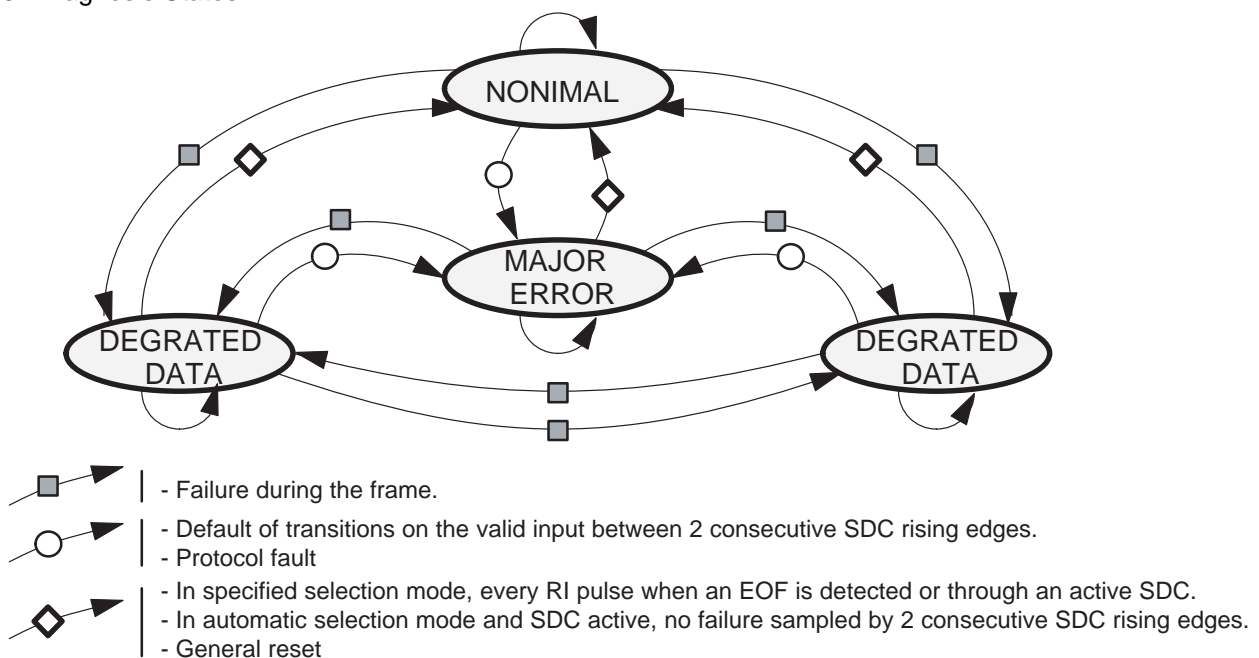 NONIMAL
MAJOR
ERROR
DEGRATED
DATA
DEGRATED
DATA
- Failure during the frame.
- Default of transitions on the valid input between 2 consecutive SDC rising edges.
- Protocol fault
- In specified selection mode, every RI pulse when an EOF is detected or through an active SDC.
- In automatic selection mode and SDC active, no failure sampled by 2 consecutive SDC rising edges.
- General reset